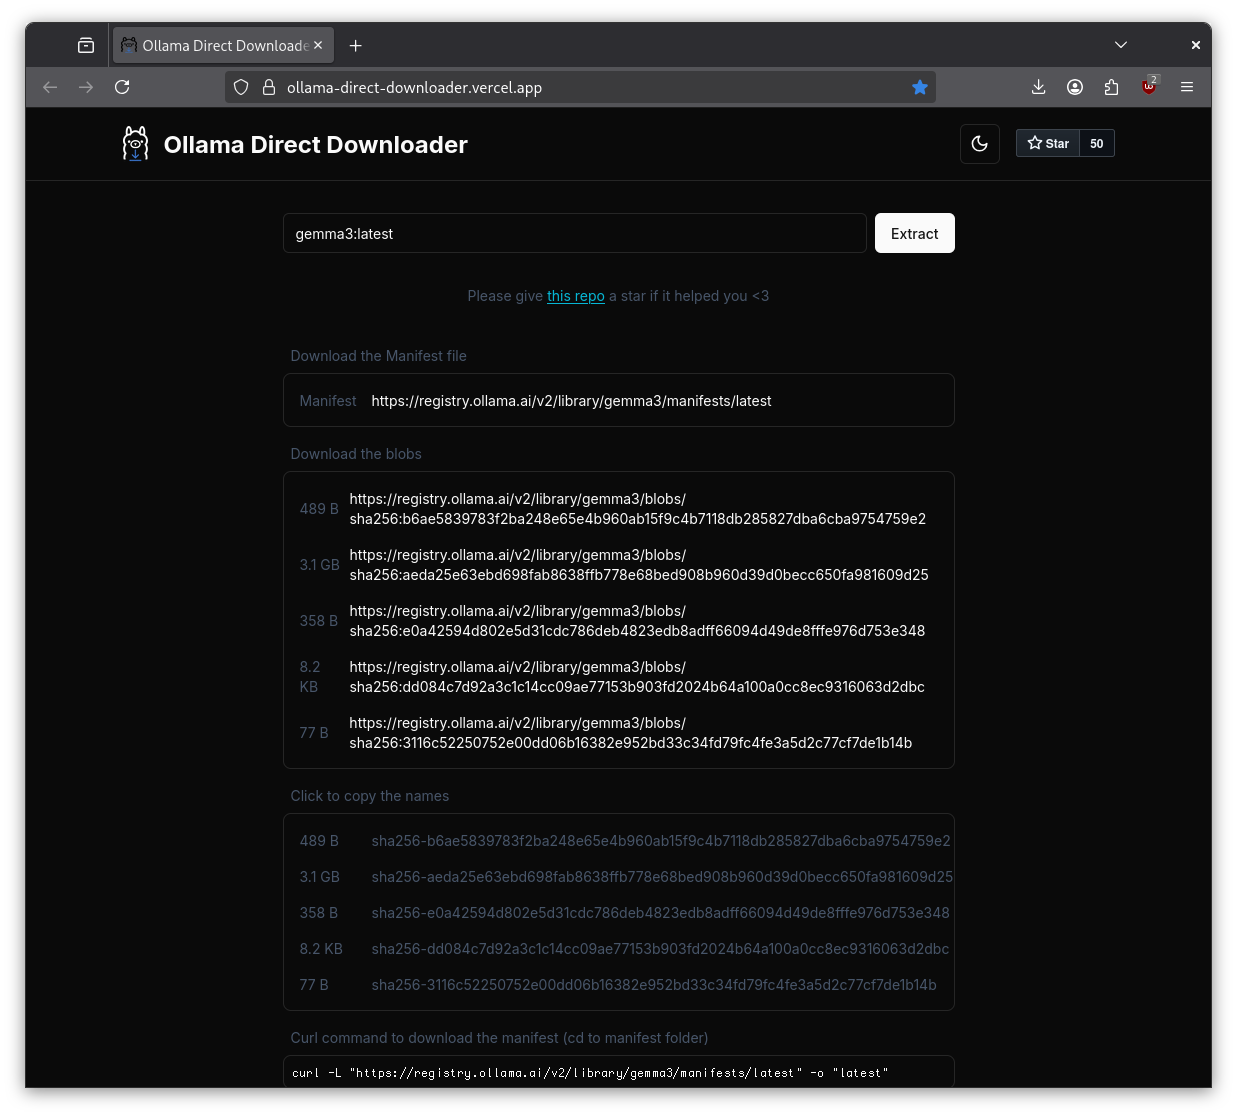 Ollama Direct Downloade
ollama-direct-downloader.vercel.app
2
Ollama Direct Downloader
Star 50
gemma3:latest
Extract
Please give this repo a star if it helped you <3
Download the Manifest file
Manifest https://registry.ollama.ai/v2/library/gemma3/manifests/latest
Download the blobs
489 B
https://registry.ollama.ai/v2/library/gemma3/blobs/
sha256:b6ae5839783f2ba248e65e4b960ab15f9c4b7118db285827dba6cba9754759e2
3.1 GB
https://registry.ollama.ai/v2/library/gemma3/blobs/
sha256:aeda25e63ebd698fab8638ffb778e68bed908b960d39d0becc650fa981609d25
358 B
https://registry.ollama.ai/v2/library/gemma3/blobs/
sha256:e0a42594d802e5d31cdc786deb4823edb8adff66094d49de8fffe976d753e348
8.2
KB
https://registry.ollama.ai/v2/library/gemma3/blobs/
sha256:dd084c7d92a3c1c14cc09ae77153b903fd2024b64a100a0cc8ec9316063d2dbc
77 B
https://registry.ollama.ai/v2/library/gemma3/blobs/
sha256:3116c52250752e00dd06b16382e952bd33c34fd79fc4fe3a5d2c77cf7de1b14b
Click to copy the names
489 B sha256-b6ae5839783f2ba248e65e4b960ab15f9c4b7118db285827dba6cba9754759e2
3.1 GB sha256-aeda25e63ebd698fab8638ffb778e68bed908b960d39d0becc650fa981609d25
358 B sha256-e0a42594d802e5d31cdc786deb4823edb8adff66094d49de8fffe976d753e348
8.2 KB sha256-dd084c7d92a3c1c14cc09ae77153b903fd2024b64a100a0cc8ec9316063d2dbc
77 B sha256-3116c52250752e00dd06b16382e952bd33c34fd79fc4fe3a5d2c77cf7de1b14b
Curl command to download the manifest (cd to manifest folder)
curl -L "https://registry.ollama.ai/v2/library/gemma3/manifests/latest" -o "latest"